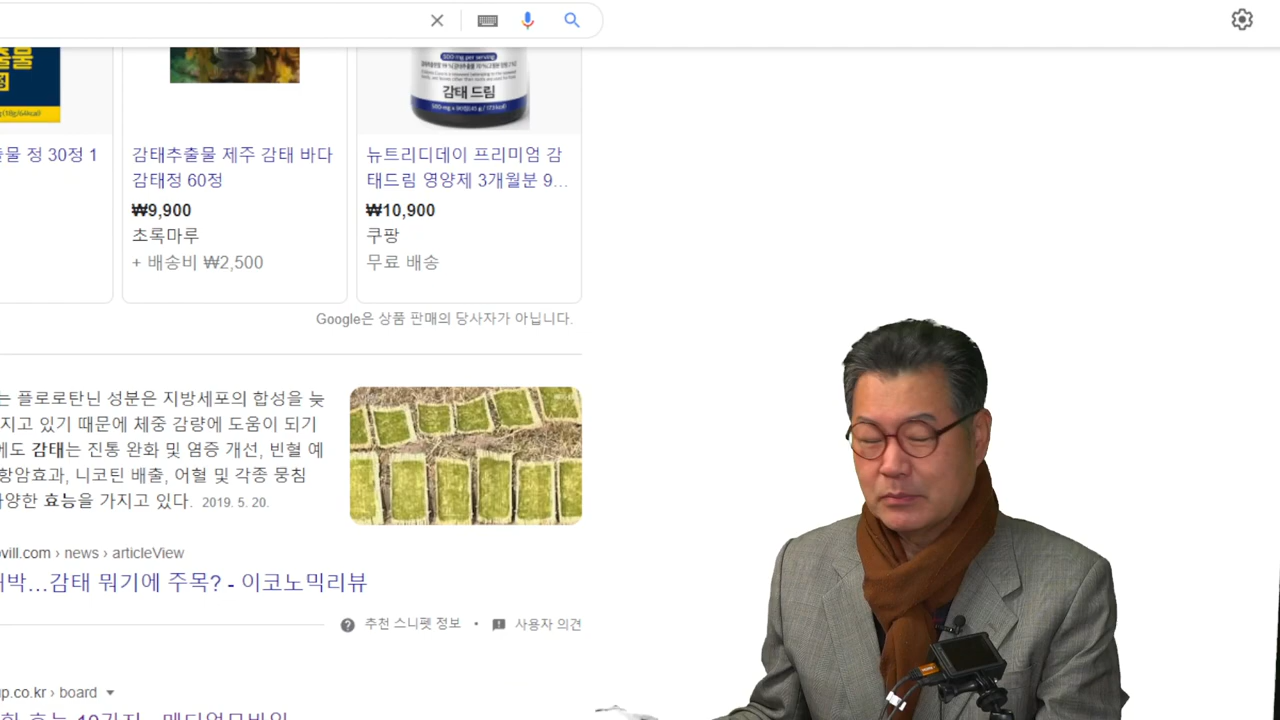 출물
정
500 mg per serving
감태 드림
물 정 30정 1
감태추출물 제주 감태 바다
감태정 60정
₩9,900
초록마루
+ 배송비 ₩2,500
뉴트리디데이 프리미엄 감
태드림 영양제 3개월분 9...
₩10,900
쿠팡
무료 배송
Google은 상품 판매의 당사자가 아닙니다.
는 플로로탄닌 성분은 지방세포의 합성을 늦
지고 있기 때문에 체중 감량에 도움이 되기
에도 감태는 진통 완화 및 염증 개선, 빈혈 예
항암효과, 니코틴 배출, 어혈 및 각종 뭉침
양한 효능을 가지고 있다. 2019. 5. 20.
vill.com › news › articleView
박...감태 뭐기에 주목? - 이코노믹리뷰
추천 스니펫 정보 • 사용자 의견
p.co.kr › board